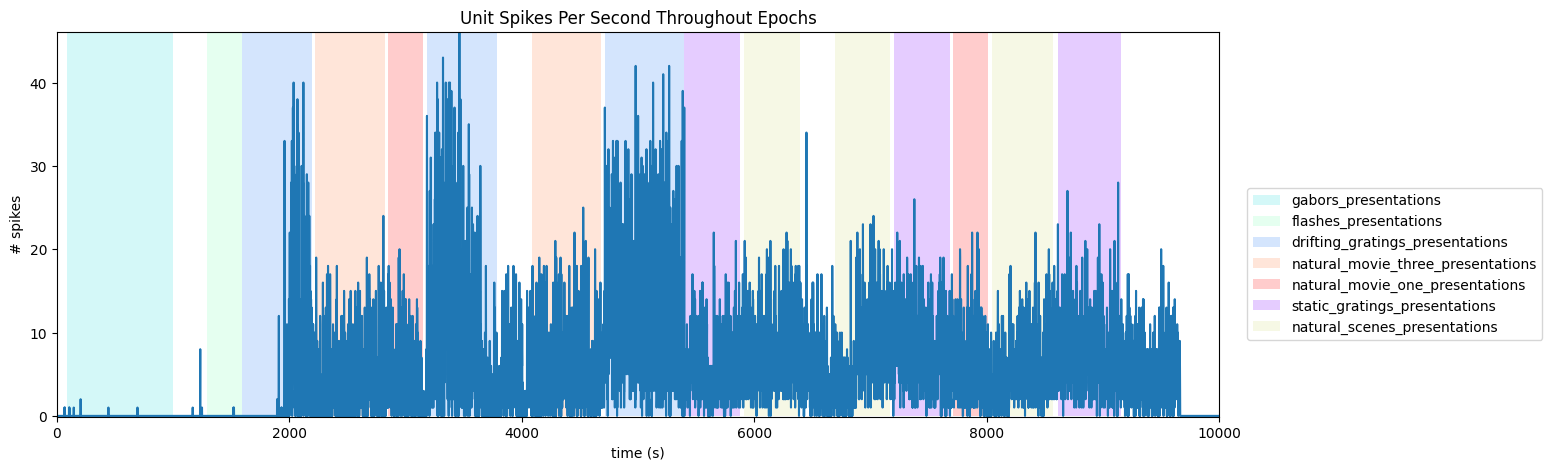 Unit Spikes Per Second Throughout Epochs
# spikes
40
30
20
10
0
0 2000 4000 6000 8000 10000
time (s)
gabors_presentations
flashes_presentations
drifting_gratings_presentations
natural_movie_three_presentations
natural_movie_one_presentations
static_gratings_presentations
natural_scenes_presentations